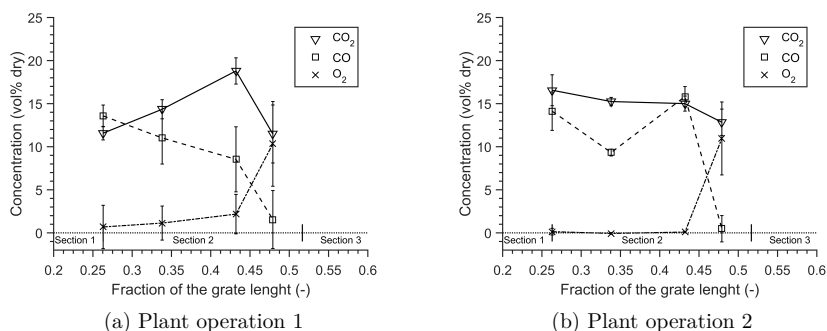 25
20
15
10
5
0
Concentration (vol% dry)
CO2
CO
O2
Section 1
Section 2
Section 3
0.2 0.25 0.3 0.35 0.4 0.45 0.5 0.55 0.6
Fraction of the grate lenght (-)
(a) Plant operation 1
25
20
15
10
5
0
Concentration (vol% dry)
CO2
CO
O2
Section 1
Section 2
Section 3
0.2 0.25 0.3 0.35 0.4 0.45 0.5 0.55 0.6
Fraction of the grate lenght (-)
(b) Plant operation 2